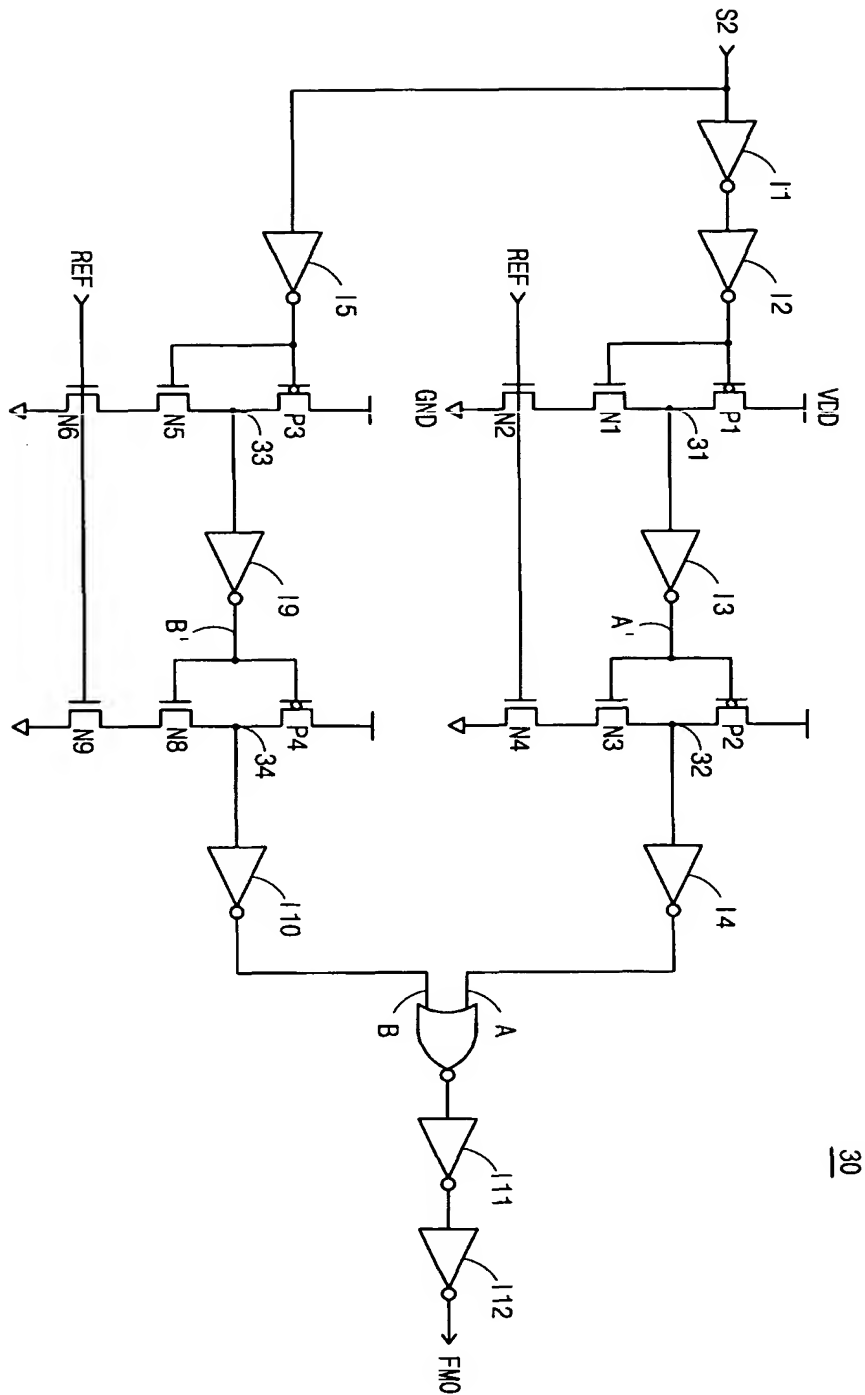 30
VDD
I1
I2
S2
P1
P2
I3
I4
31
32
A'
N1
N3
REF
N2
N4
A
I11
I12
FMO
GND
B
I5
P3
P4
I9
I10
33
34
B'
N5
N8
REF
N6
N9